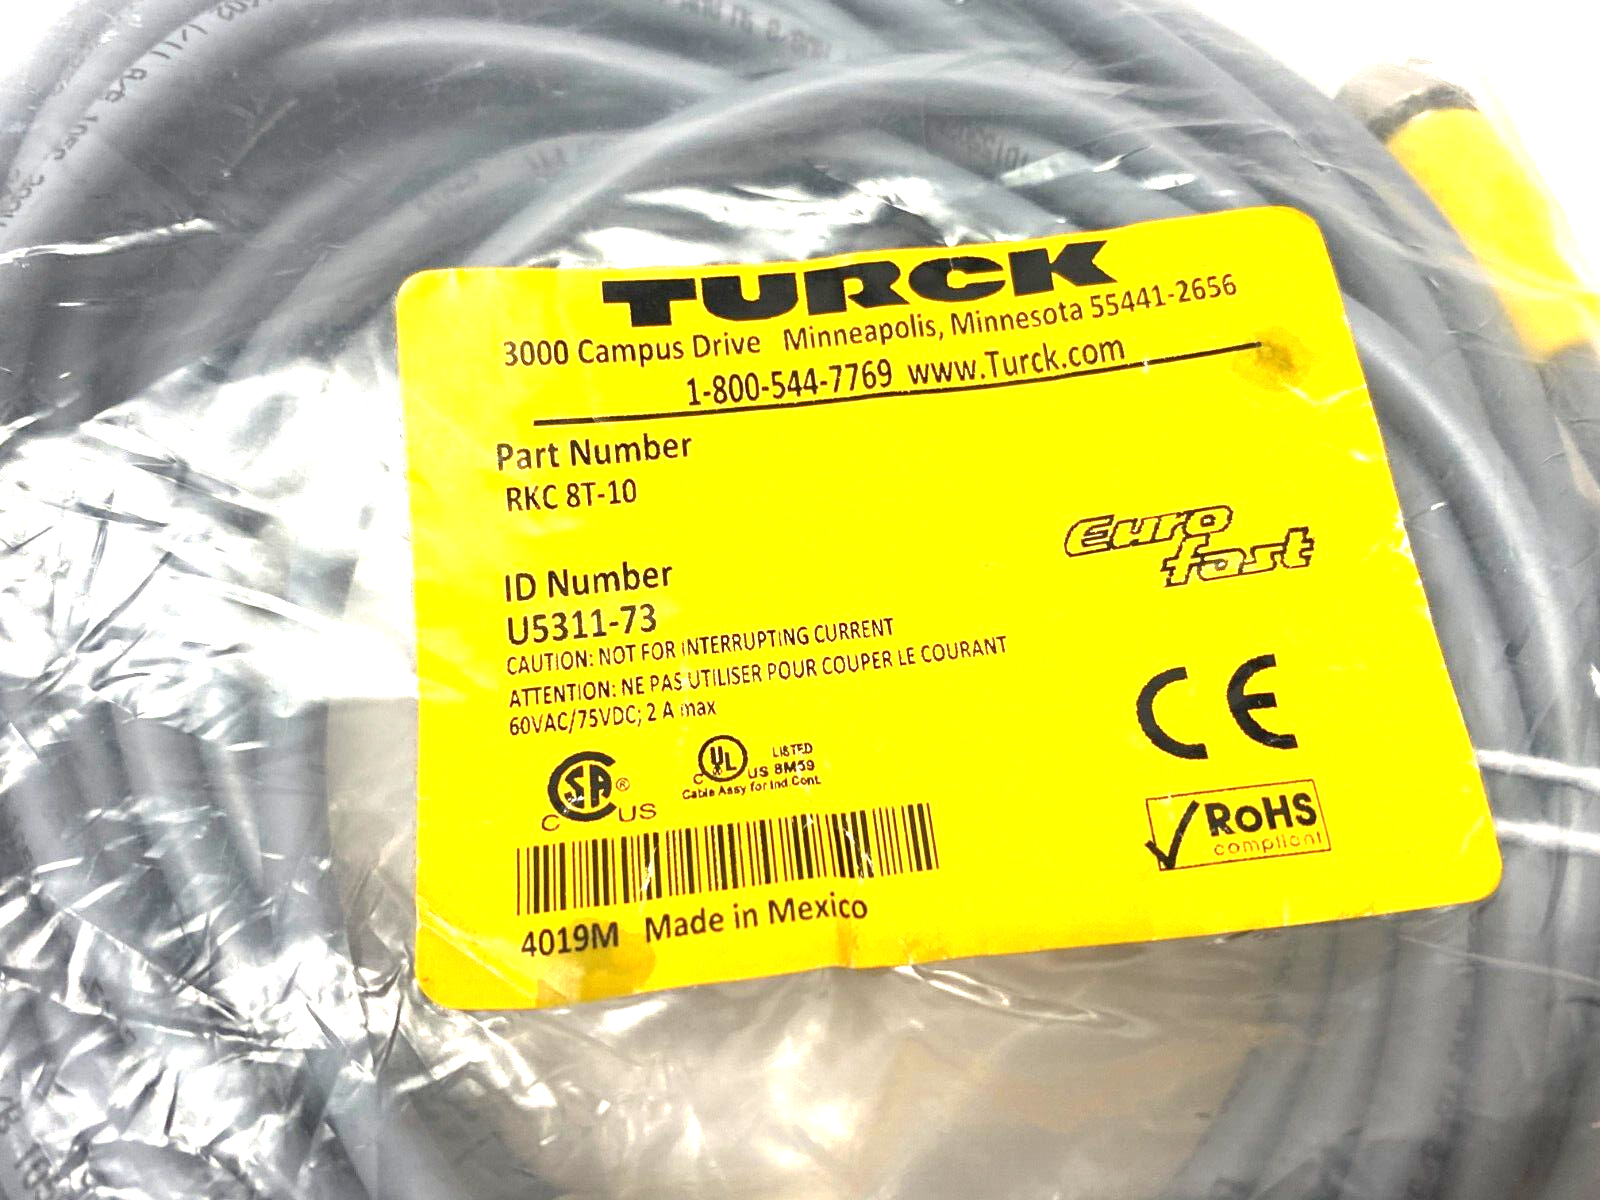 TURCK
3000 Campus Drive Minneapolis, Minnesota 55441-2656
1-800-544-7769 www.Turck.com
Part Number
RKC 8T-10
Euro
fast
ID Number
U5311-73
CAUTION: NOT FOR INTERRUPTING CURRENT
ATTENTION: NE PAS UTILISER POUR COUPER LE COURANT
60VAC/75VDC; 2 A max
CE
C SA ® US
C UL US LISTED 8M59
Cable Assy for Ind.Cont.
RoHS
compliant
4019M Made in Mexico